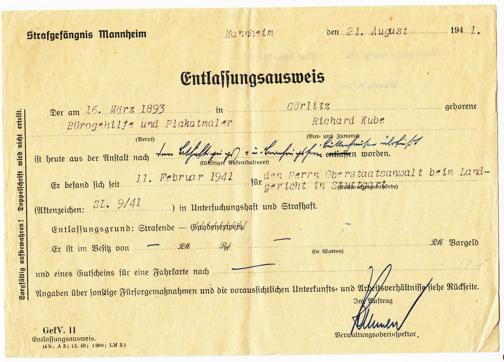 Strafgefängnis Mannheim
Mannheim den 21. August 1941.
Entlassungsausweis
Der am 16. März 1893 in Görlitz geborene
Bürogehilfe und Plakatmaler Richard Kube
(Beruf) (Vor- und Zuname)
ist heute aus der Anstalt nach entlassen worden.
(künftiger Aufenthaltsort)
Er befand sich seit 11. Februar 1941 für den Herrn Oberstaatsanwalt beim Land-
gericht in Stuttgart
(Aktenzeichen: SL. 9/41) in Untersuchungshaft und Strafhaft.
Entlassungsgrund: Strafende – Gnadenerweis/
Er ist im Besitz von — RM Rpf RM Bargeld
(in Worten)
und eines Gutscheins für eine Fahrkarte nach —
Angaben über sonstige Fürsorgemaßnahmen und die voraussichtlichen Unterkunfts- und Arbeitsverhältnisse siehe Rückseite.
Im Auftrag
Verwaltungsoberinspektor.
GefV. 11
Entlassungsausweis.
Sorgfältig aufbewahren! Doppelschrift wird nicht erteilt.